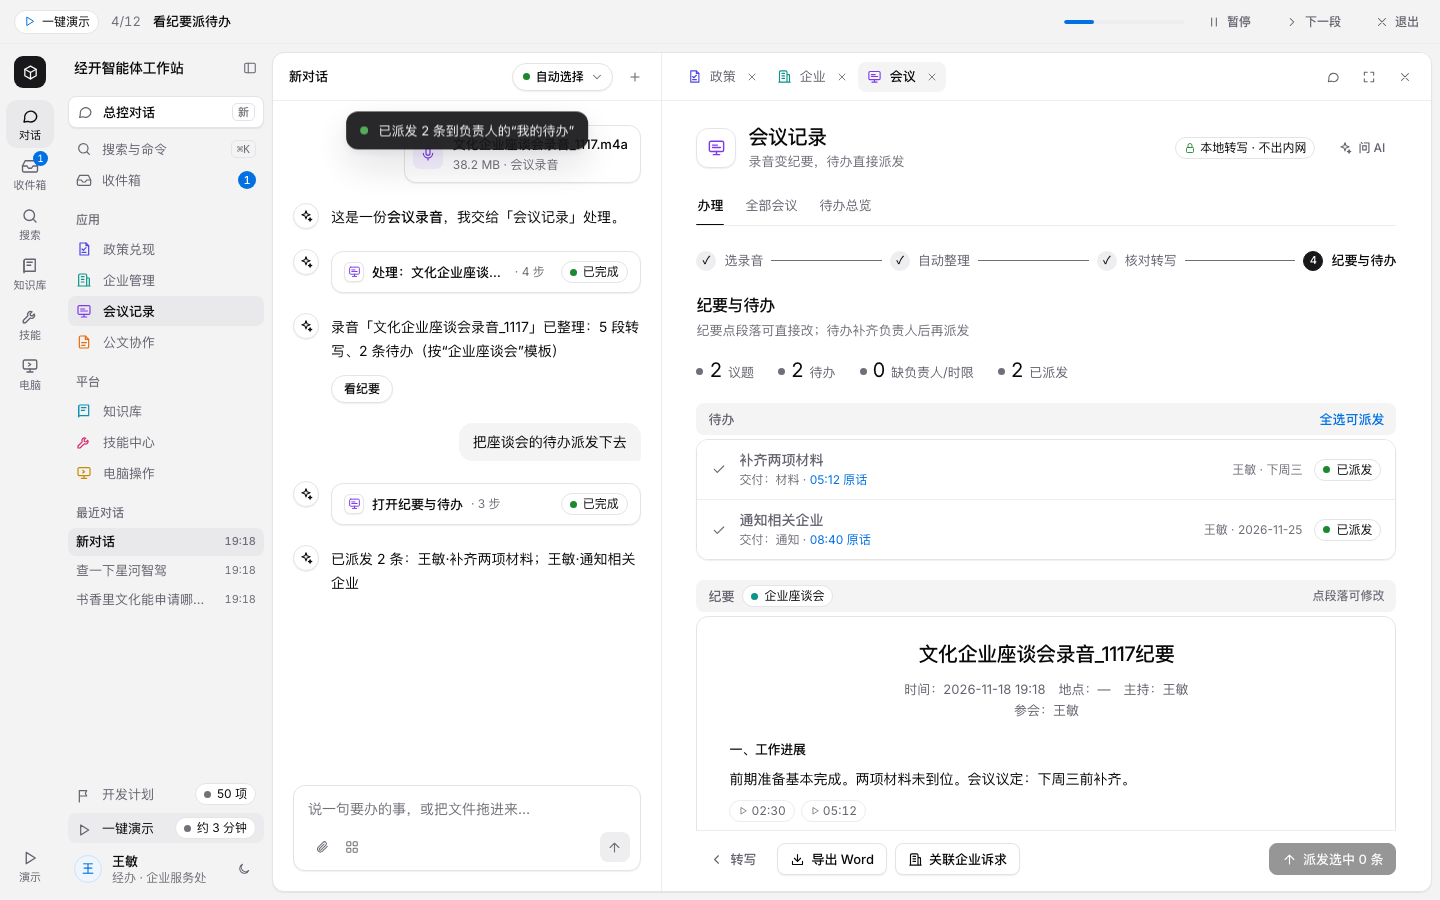 一键演示 4/12 看纪要派待办
暂停 下一段 退出
对话
收件箱 1
搜索
知识库
技能
电脑
演示
经开智能体工作站
总控对话 新
搜索与命令 ⌘K
收件箱 1
应用
政策兑现
企业管理
会议记录
公文协作
平台
知识库
技能中心
电脑操作
最近对话
新对话 19:18
查一下星河智驾 19:18
书香里文化能申请哪... 19:18
开发计划 50 项
一键演示 约 3 分钟
王 王敏
经办 · 企业服务处
新对话 自动选择
已派发 2 条到负责人的“我的待办”
文化企业座谈会录音_1117.m4a
38.2 MB · 会议录音
这是一份会议录音，我交给「会议记录」处理。
处理：文化企业座谈... · 4 步 已完成
录音「文化企业座谈会录音_1117」已整理：5 段转
写、2 条待办（按“企业座谈会”模板）
看纪要
把座谈会的待办派发下去
打开纪要与待办 · 3 步 已完成
已派发 2 条：王敏·补齐两项材料；王敏·通知相关
企业
说一句要办的事，或把文件拖进来...
政策 企业 会议
会议记录
录音变纪要，待办直接派发
本地转写 · 不出内网 问 AI
办理 全部会议 待办总览
选录音 自动整理 核对转写 4 纪要与待办
纪要与待办
纪要点段落可直接改；待办补齐负责人后再派发
2 议题 2 待办 0 缺负责人/时限 2 已派发
待办 全选可派发
补齐两项材料
交付：材料 · 05:12 原话
王敏 · 下周三 已派发
通知相关企业
交付：通知 · 08:40 原话
王敏 · 2026-11-25 已派发
纪要 企业座谈会 点段落可修改
文化企业座谈会录音_1117纪要
时间：2026-11-18 19:18 地点：— 主持：王敏
参会：王敏
一、工作进展
前期准备基本完成。两项材料未到位。会议议定：下周三前补齐。
02:30 05:12
转写 导出 Word 关联企业诉求 派发选中 0 条